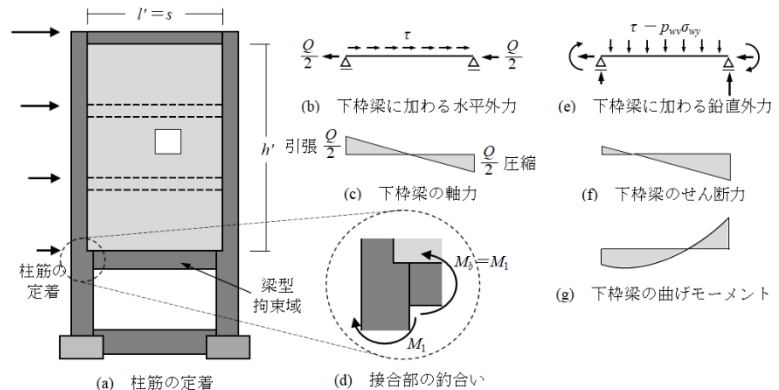 l′ = s
h′
柱筋の
定着
梁型
拘束域
(a) 柱筋の定着
τ
Q/2
Q/2
(b) 下枠梁に加わる水平外力
引張 Q/2
Q/2 圧縮
(c) 下枠梁の軸力
M_b = M_1
M_1
(d) 接合部の釣合い
τ − p_wv σ_wy
(e) 下枠梁に加わる鉛直外力
(f) 下枠梁のせん断力
(g) 下枠梁の曲げモーメント